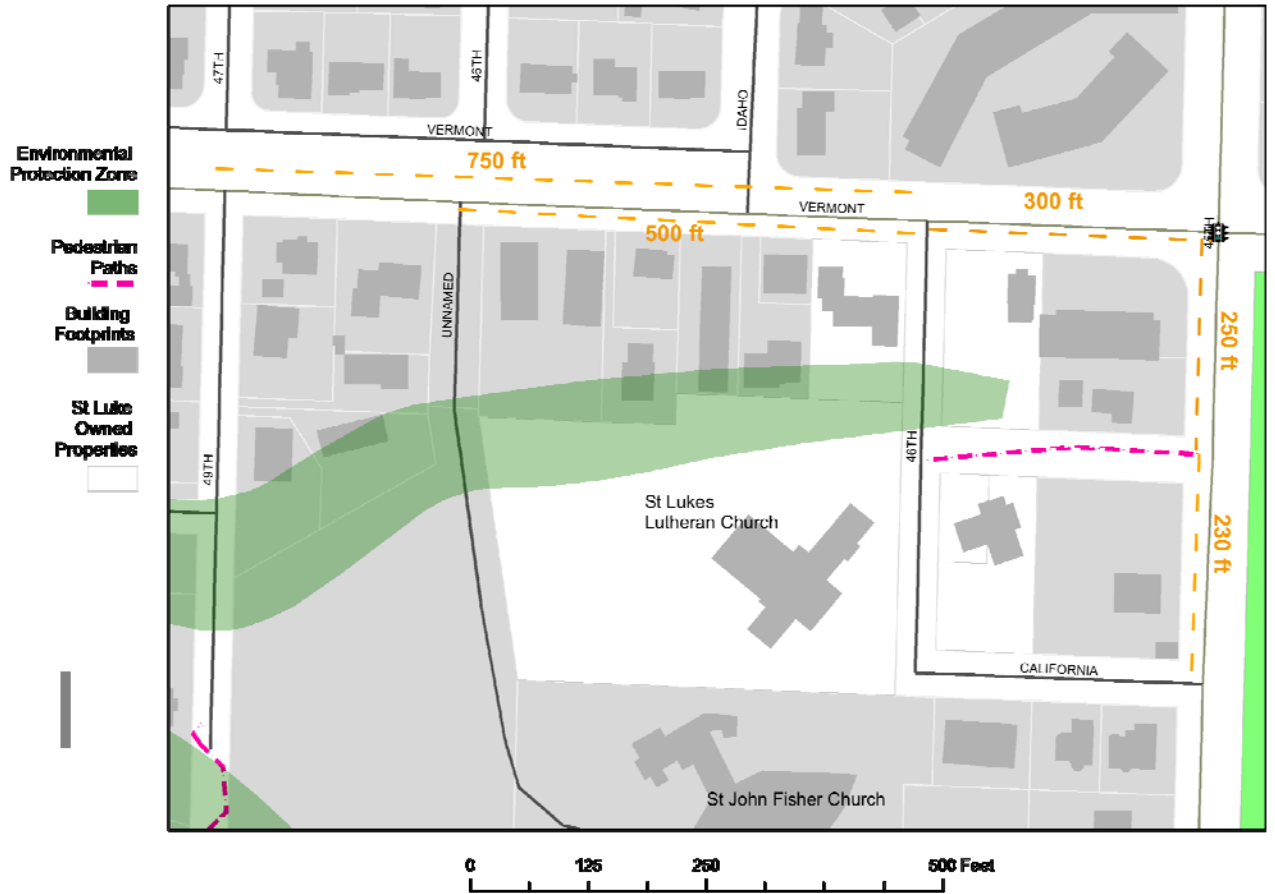 47TH
46TH
IDAHO
VERMONT
750 ft
VERMONT
300 ft
500 ft
Environmental
Protection Zone
Pedestrian
Paths
Building
Footprints
St Luke
Owned
Properties
UNNAMED
250 ft
49TH
46TH
St Lukes
Lutheran Church
230 ft
CALIFORNIA
St John Fisher Church
0 125 250 500 Feet